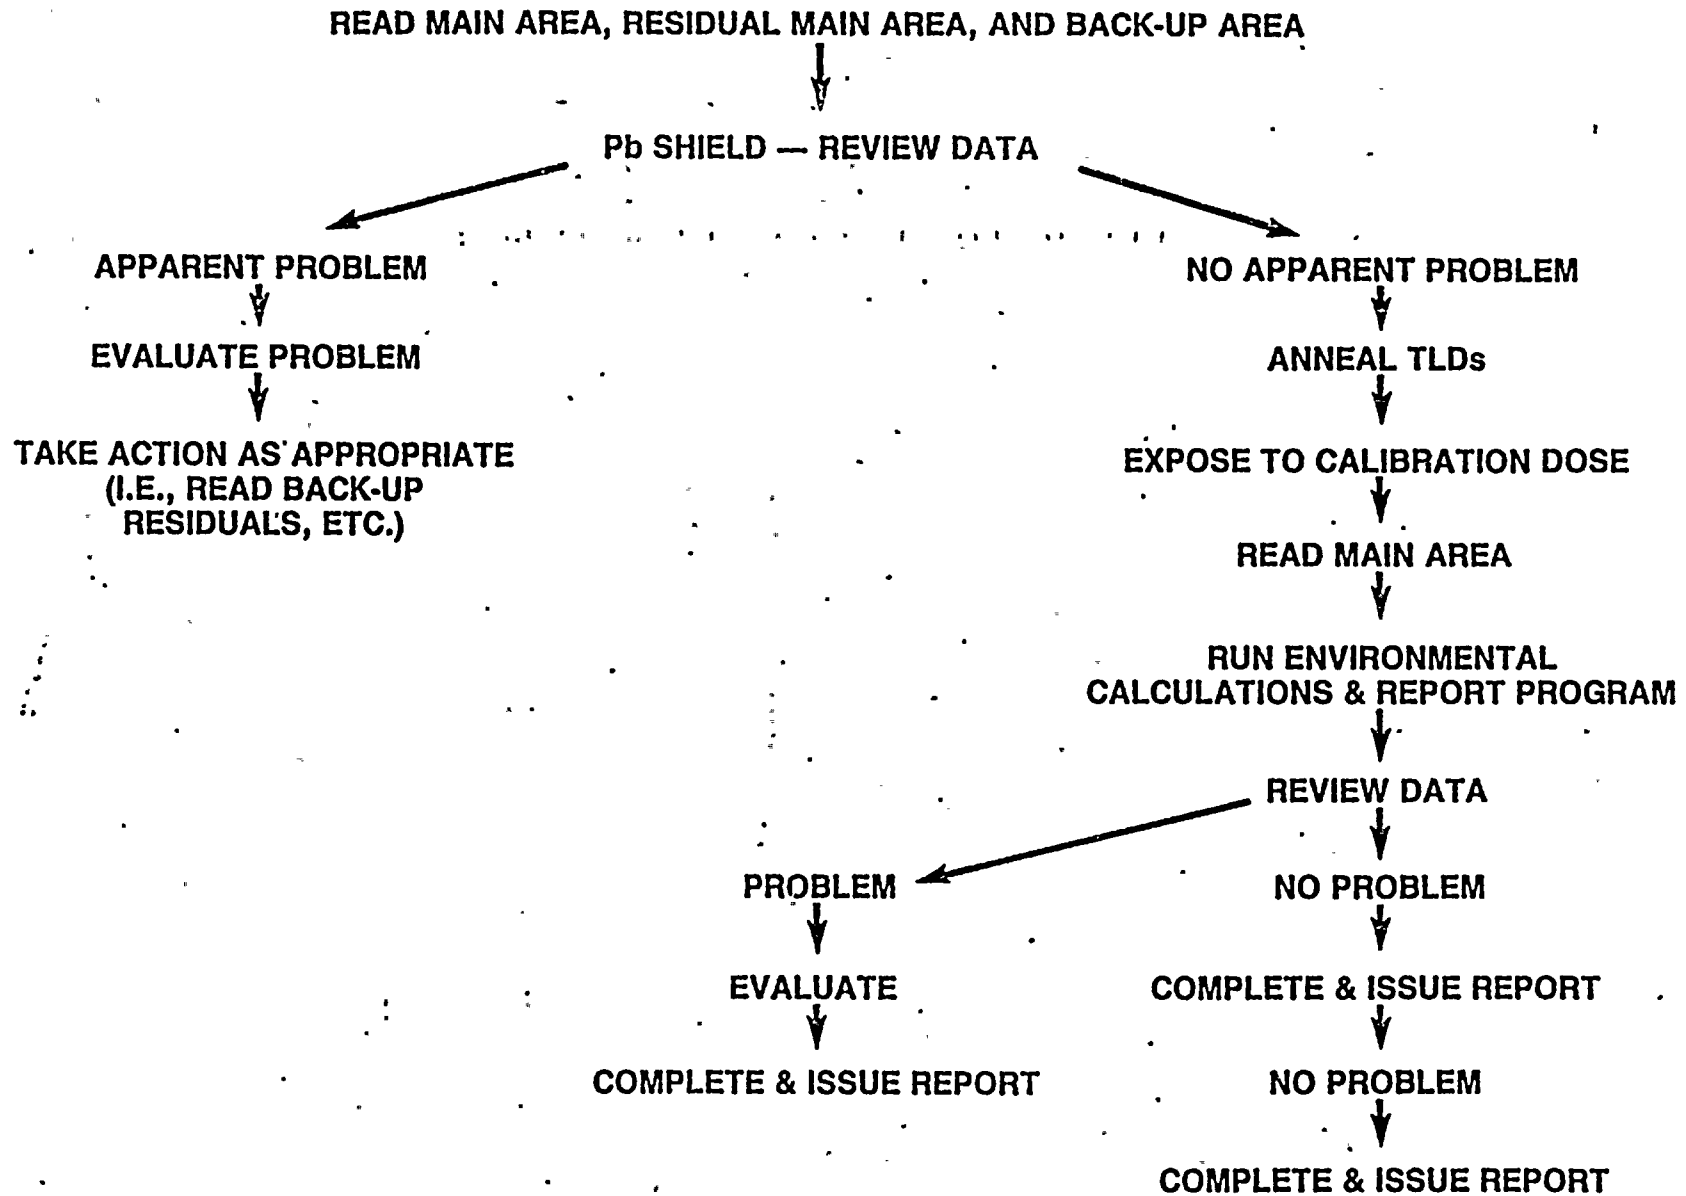 READ MAIN AREA, RESIDUAL MAIN AREA, AND BACK-UP AREA
Pb SHIELD — REVIEW DATA
APPARENT PROBLEM
EVALUATE PROBLEM
TAKE ACTION AS APPROPRIATE
(I.E., READ BACK-UP
RESIDUALS, ETC.)
NO APPARENT PROBLEM
ANNEAL TLDs
EXPOSE TO CALIBRATION DOSE
READ MAIN AREA
RUN ENVIRONMENTAL
CALCULATIONS & REPORT PROGRAM
REVIEW DATA
PROBLEM
EVALUATE
COMPLETE & ISSUE REPORT
NO PROBLEM
COMPLETE & ISSUE REPORT
NO PROBLEM
COMPLETE & ISSUE REPORT